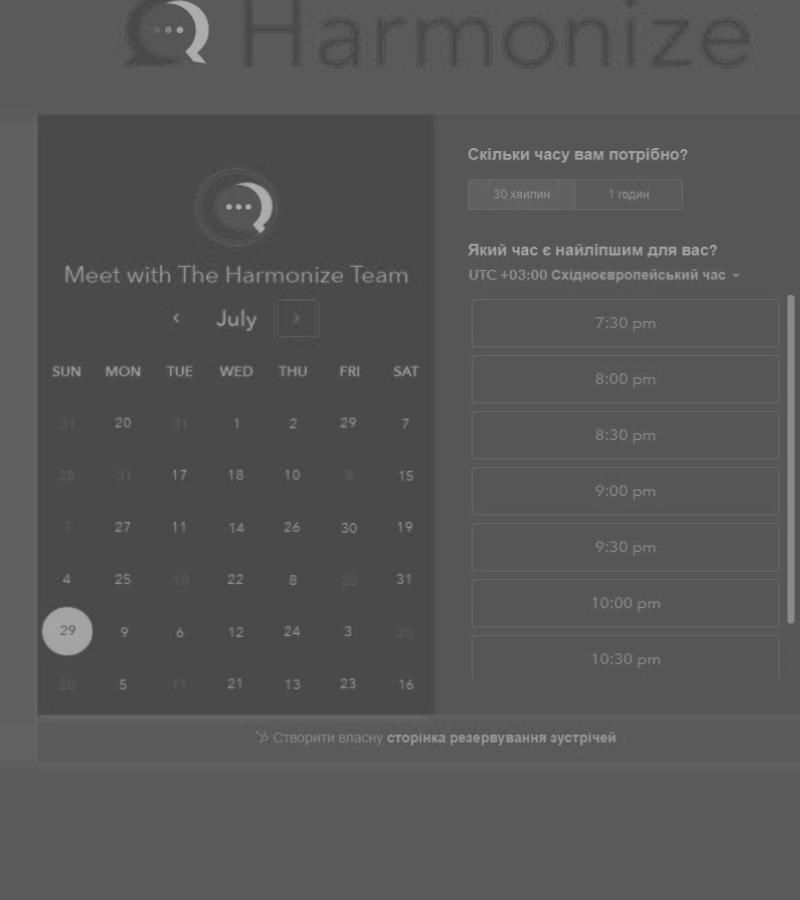 Harmonize
Meet with The Harmonize Team
July
SUN MON TUE WED THU FRI SAT
31 20 31 1 2 29 7
28 31 17 18 10 8 15
7 27 11 14 26 30 19
4 25 10 22 8 22 31
29 9 6 12 24 3 20
20 5 11 21 13 23 16
Скільки часу вам потрібно?
30 хвилин 1 годин
Який час є найліпшим для вас?
UTC +03:00 Східноєвропейський час
7:30 pm
8:00 pm
8:30 pm
9:00 pm
9:30 pm
10:00 pm
10:30 pm
Створити власну сторінка резервування зустрічей